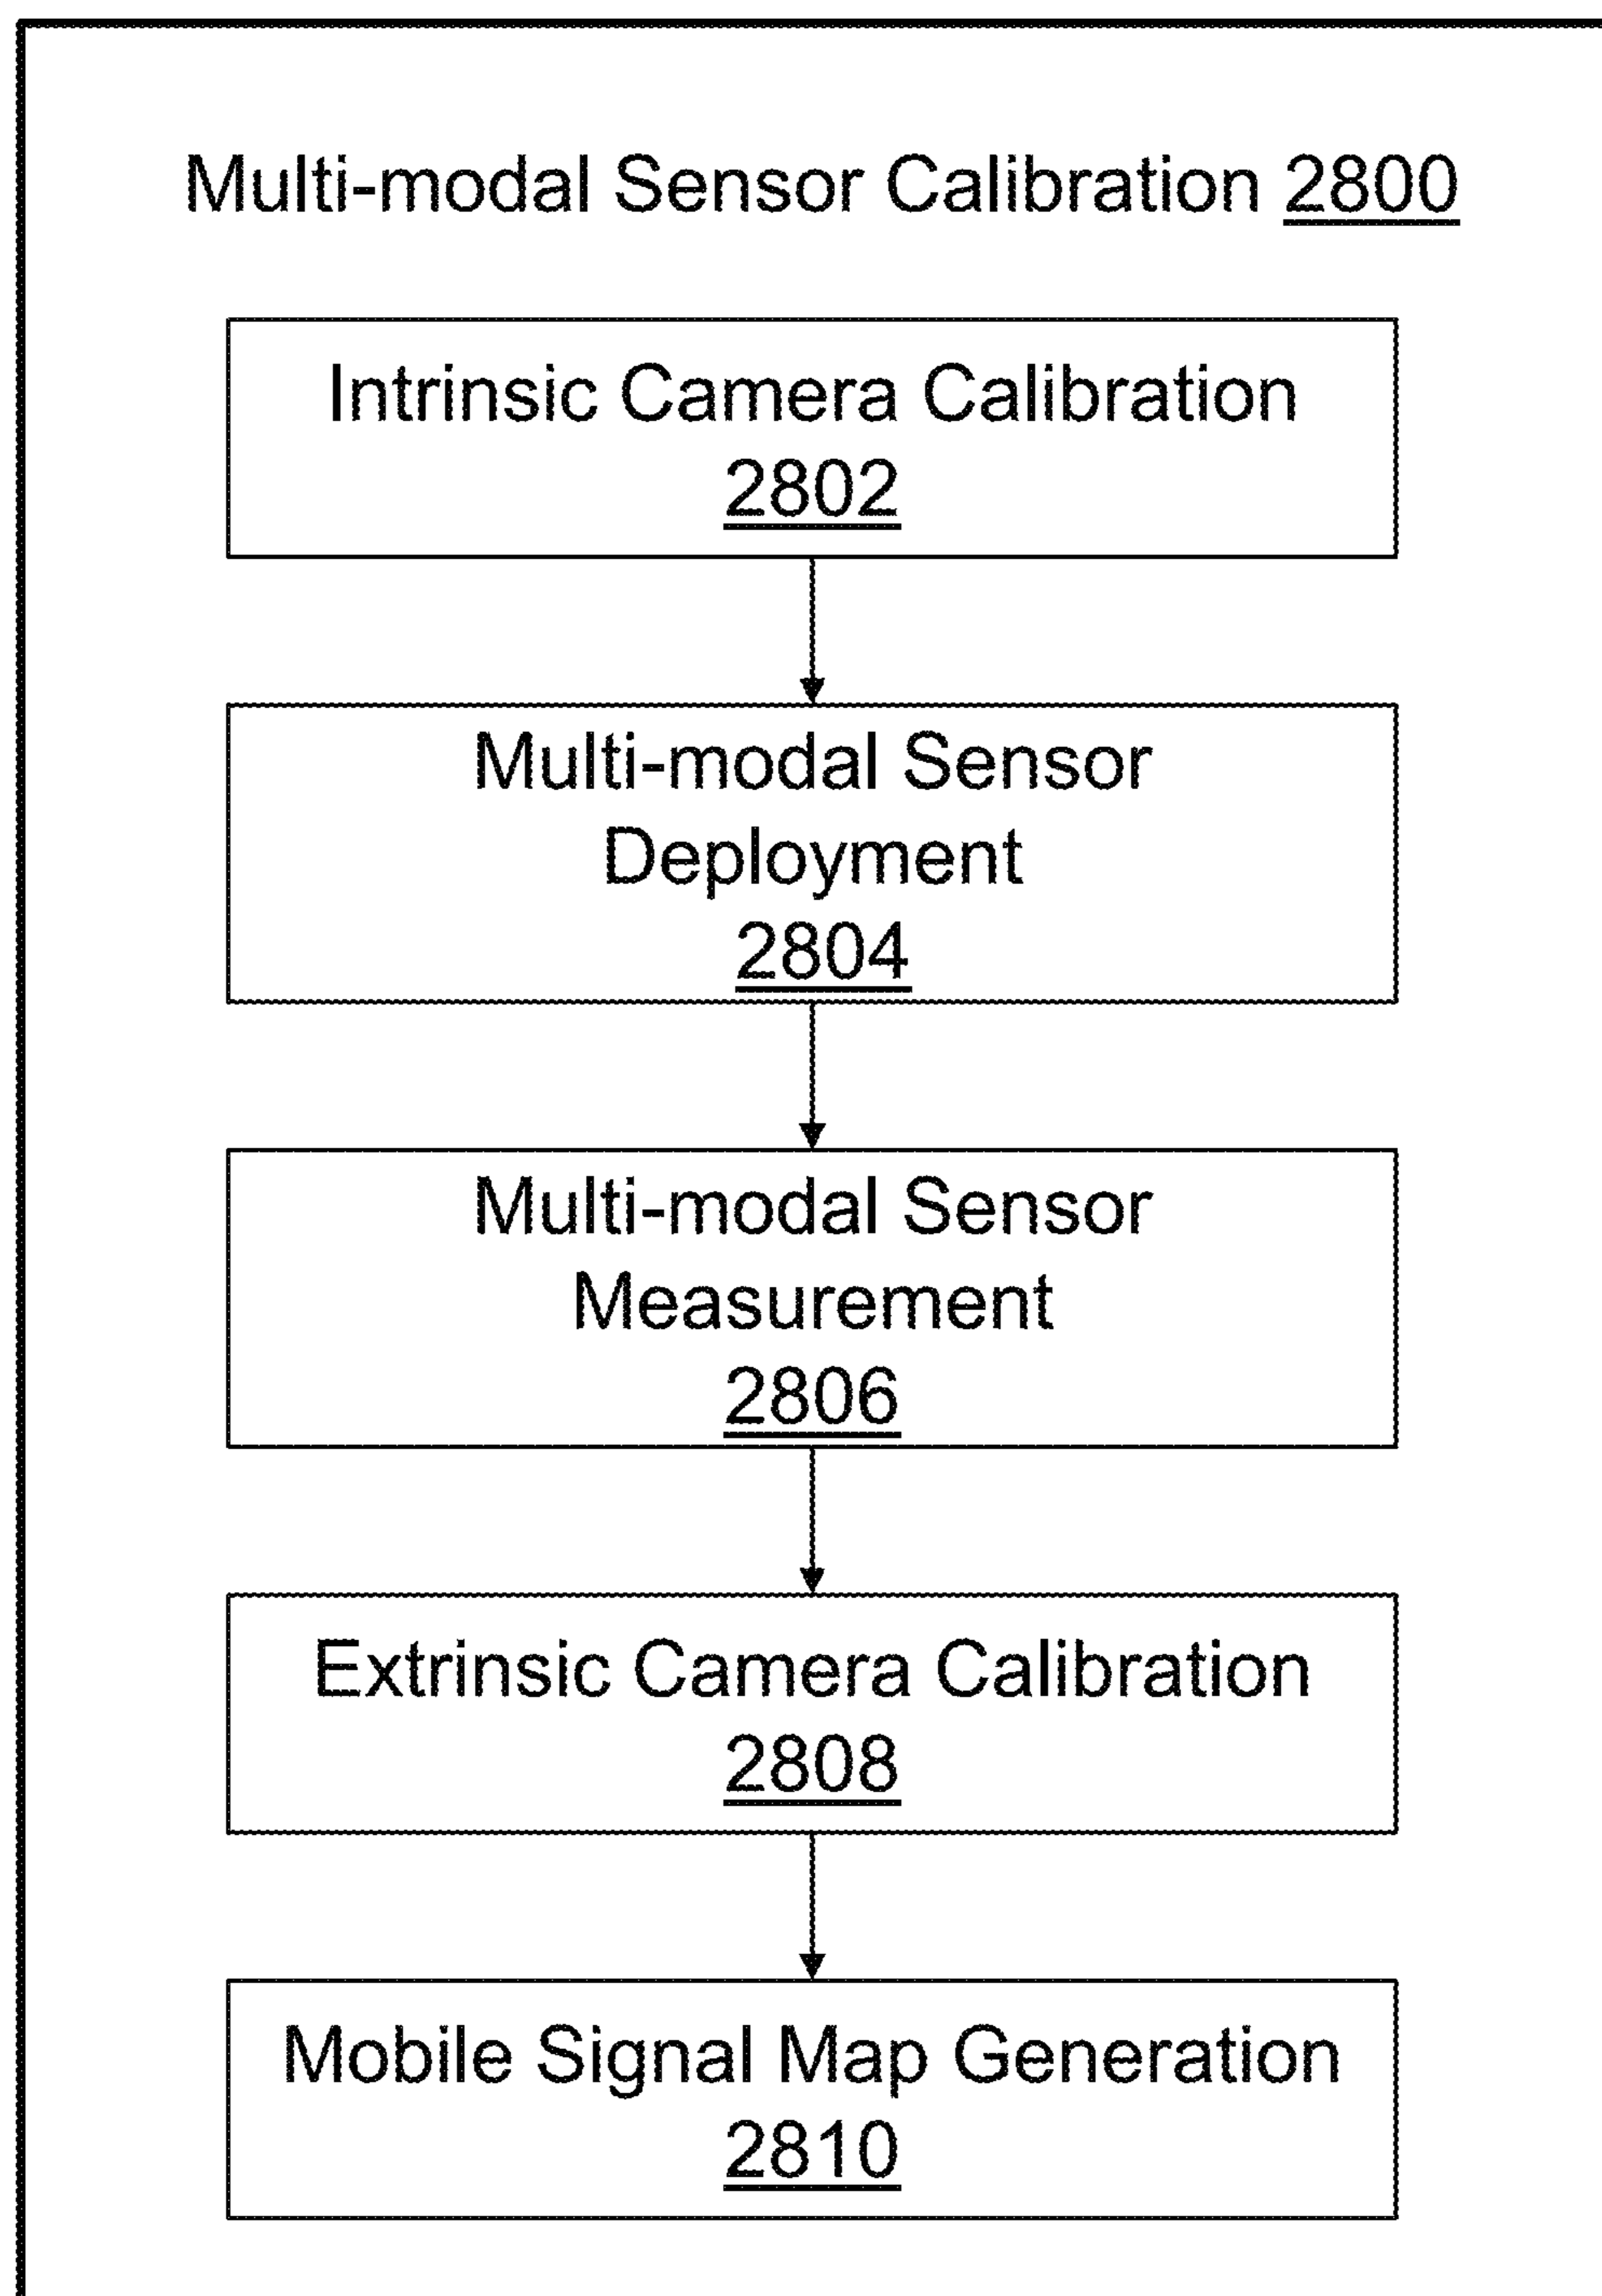 Multi-modal Sensor Calibration 2800
Intrinsic Camera Calibration
2802
Multi-modal Sensor
Deployment
2804
Multi-modal Sensor
Measurement
2806
Extrinsic Camera Calibration
2808
Mobile Signal Map Generation
2810